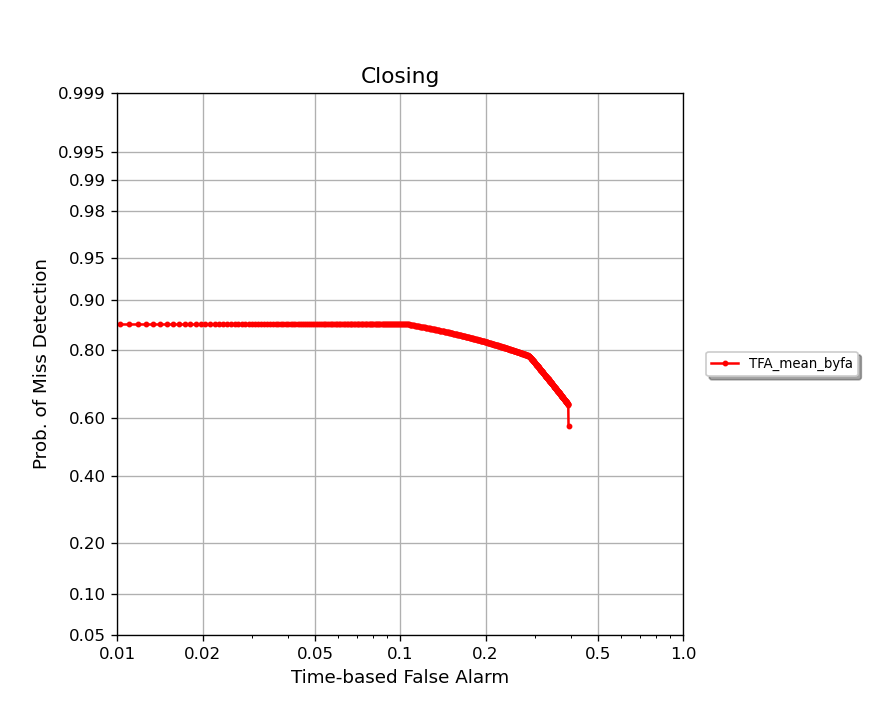 Closing
0.999
0.995
0.99
0.98
0.95
0.90
0.80
0.60
0.40
0.20
0.10
0.05
Prob. of Miss Detection
0.01 0.02 0.05 0.1 0.2 0.5 1.0
Time-based False Alarm
TFA_mean_byfa